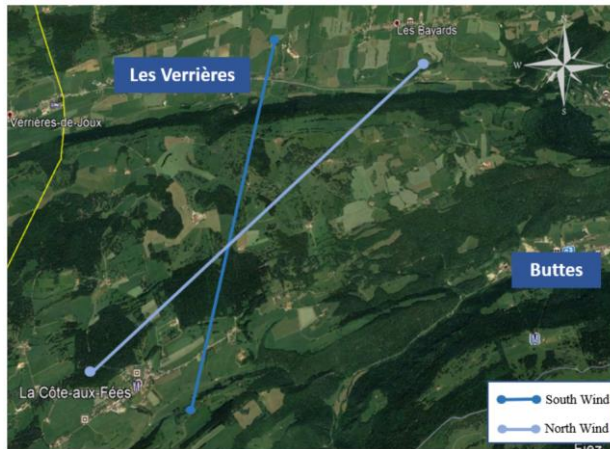 Les Bayards
Les Verrières
N
W
S
Verrières-de-Joux
Buttes
La Côte-aux-Fées
South Wind
North Wind